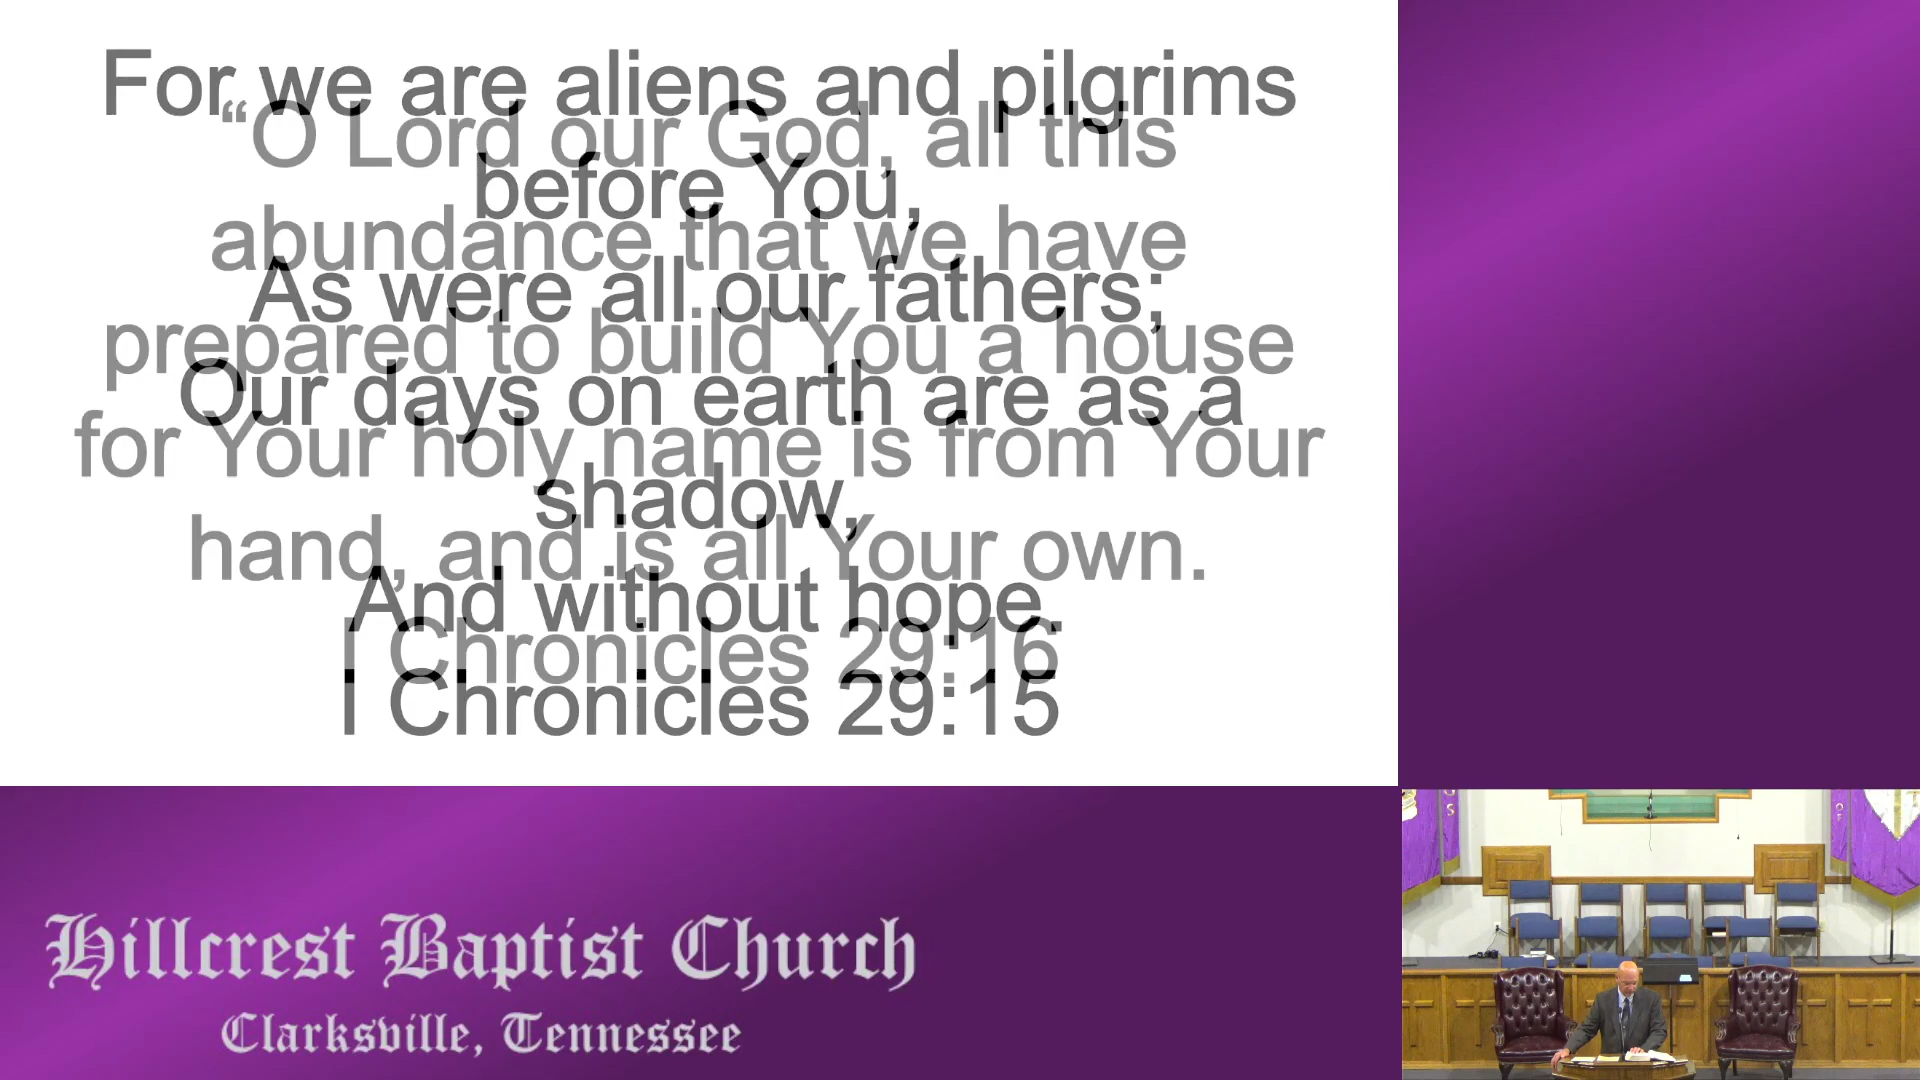 For we are aliens and pilgrims
before You,
As were all our fathers;
Our days on earth are as a
shadow,
And without hope.
I Chronicles 29:15
“O Lord our God, all this
abundance that we have
prepared to build You a house
for Your holy name is from Your
hand, and is all Your own.
I Chronicles 29:16
Hillcrest Baptist Church
Clarksville, Tennessee